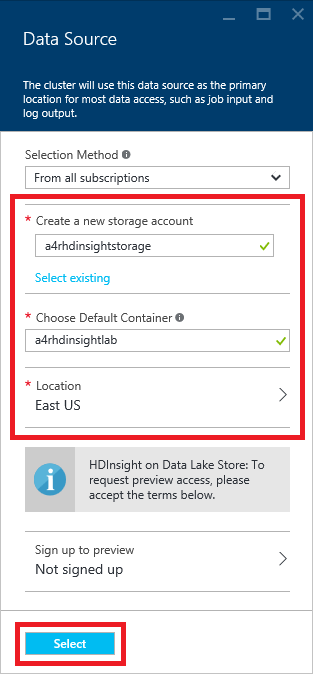 Data Source
The cluster will use this data source as the primary
location for most data access, such as job input and
log output.
Selection Method
From all subscriptions
* Create a new storage account
a4rhdinsightstorage
Select existing
* Choose Default Container
a4rhdinsightlab
* Location
East US
HDInsight on Data Lake Store: To
request preview access, please
accept the terms below.
Sign up to preview
Not signed up
Select